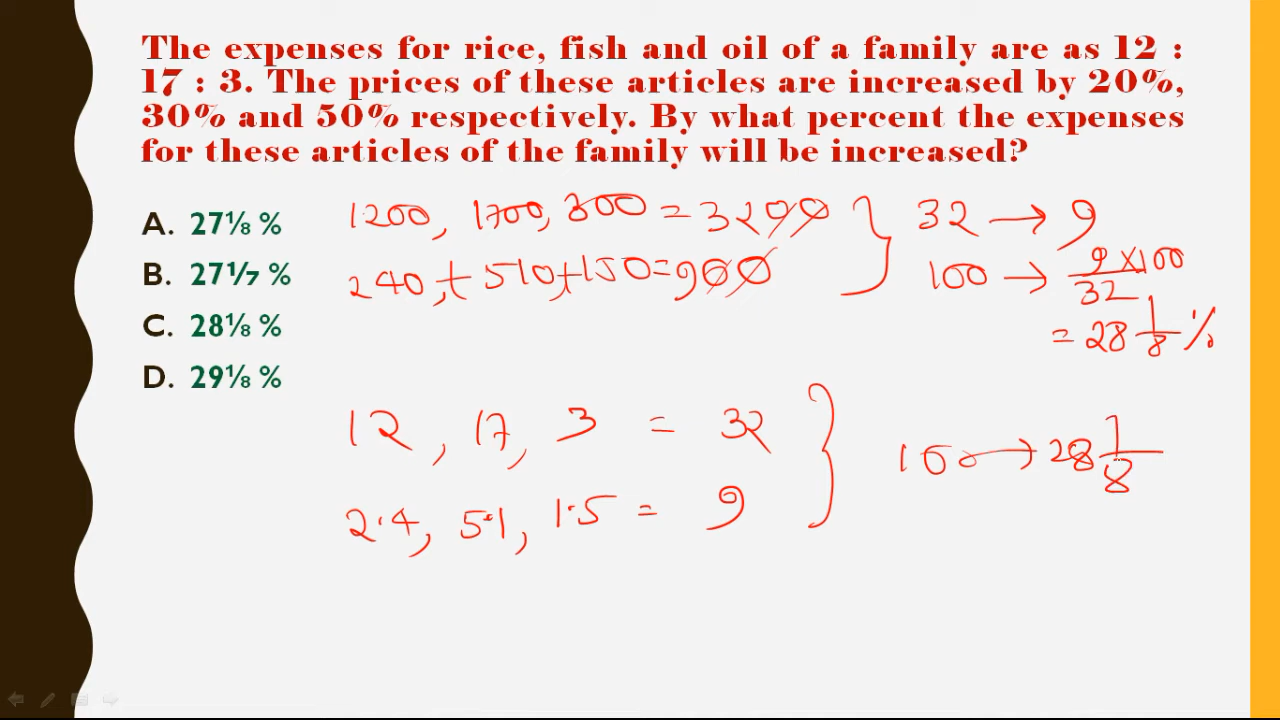 The expenses for rice, fish and oil of a family are as 12 :
17 : 3. The prices of these articles are increased by 20%,
30% and 50% respectively. By what percent the expenses
for these articles of the family will be increased?
A. 27⅛ %
B. 27⅐ %
C. 28⅛ %
D. 29⅛ %
1200, 1700, 300 = 3200
240, + 510, + 150 = 900
32 → 9
100 → 9 × 100 / 32
= 28 1/8 %
12, 17, 3 = 32
2.4, 5.1, 1.5 = 9
100 → 28 1/8